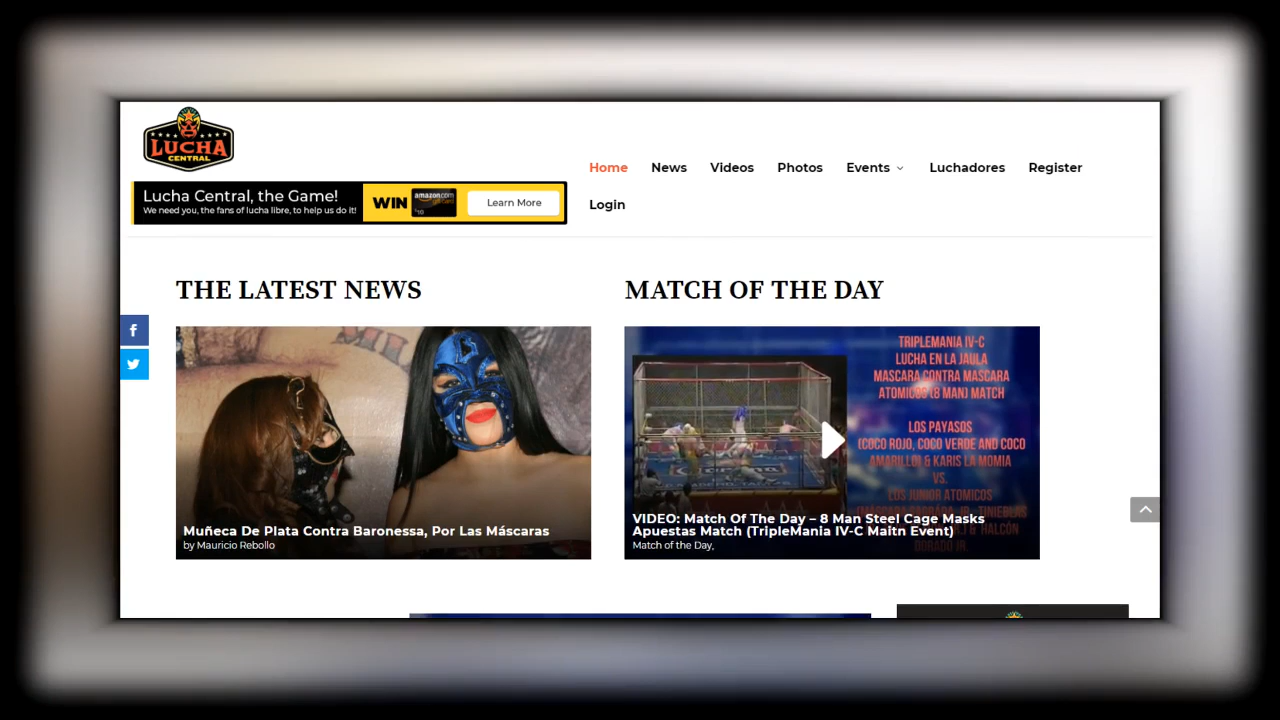 LUCHA
CENTRAL
Lucha Central, the Game!
We need you, the fans of lucha libre, to help us do it!
WIN
amazon.com
Learn More
Home
News
Videos
Photos
Events
Luchadores
Register
Login
THE LATEST NEWS
MATCH OF THE DAY
Muñeca De Plata Contra Baronessa, Por Las Máscaras
by Mauricio Rebollo
TRIPLEMANIA IV-C
LUCHA EN LA JAULA
MASCARA CONTRA MASCARA
ATOMICOS (8 MAN) MATCH
LOS PAYASOS
(COCO ROJO, COCO VERDE AND COCO
AMARILLO) & KARIS LA MOMIA
VS.
LOS JUNIOR ATOMICOS
VIDEO: Match Of The Day – 8 Man Steel Cage Masks
Apuestas Match (TripleMania IV-C Maitn Event)
Match of the Day,